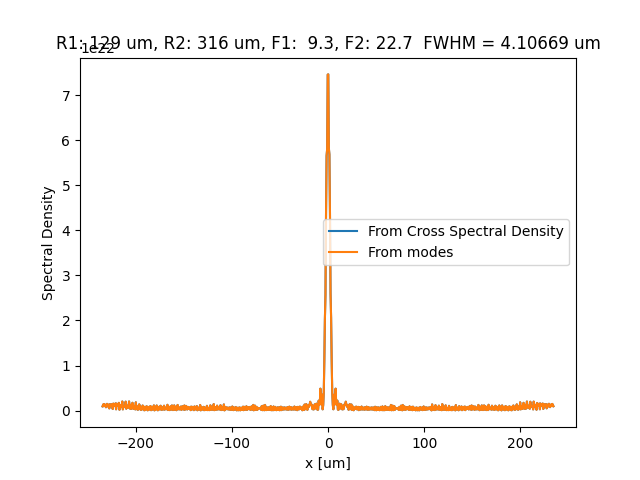 R1: 129 um, R2: 316 um, F1:  9.3, F2: 22.7  FWHM = 4.10669 um
1e22
7
6
5
4
3
2
1
0
Spectral Density
From Cross Spectral Density
From modes
−200 −100 0 100 200
x [um]